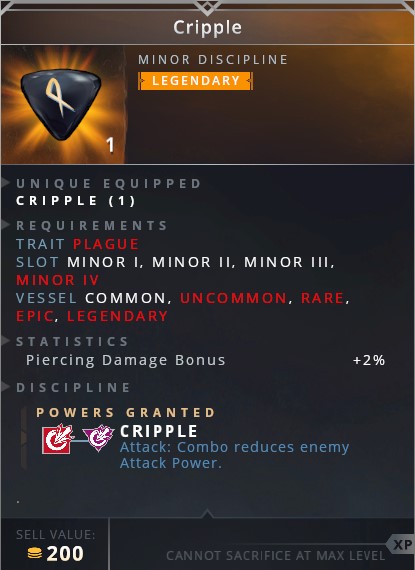 Cripple
MINOR DISCIPLINE
LEGENDARY
1
UNIQUE EQUIPPED
CRIPPLE (1)
REQUIREMENTS
TRAIT PLAGUE
SLOT MINOR I, MINOR II, MINOR III,
MINOR IV
VESSEL COMMON, UNCOMMON, RARE,
EPIC, LEGENDARY
STATISTICS
Piercing Damage Bonus +2%
DISCIPLINE
POWERS GRANTED
CRIPPLE
Attack: Combo reduces enemy
Attack Power.
.
SELL VALUE:
200
XP
CANNOT SACRIFICE AT MAX LEVEL